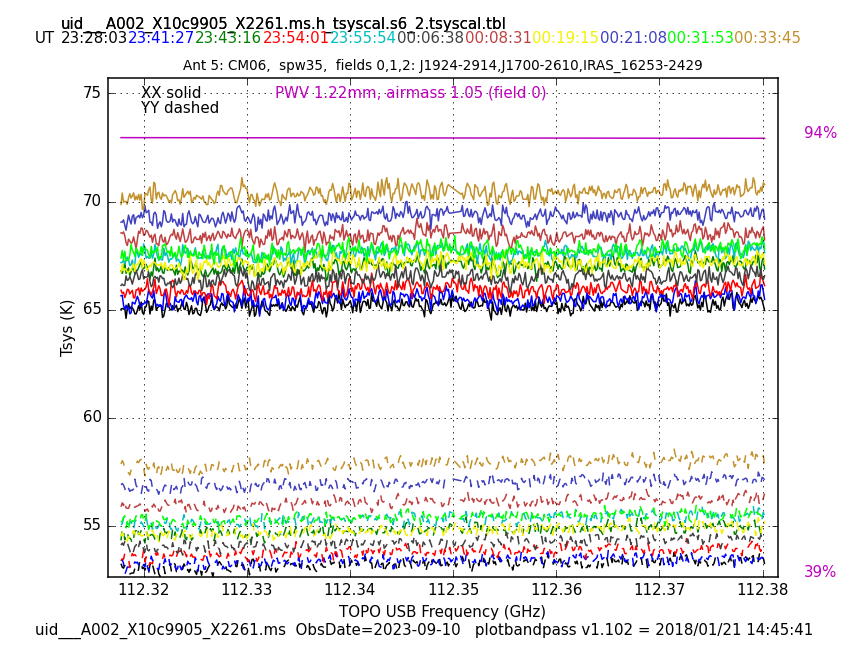 uid___A002_X10c9905_X2261.ms.h_tsyscal.s6_2.tsyscal.tbl
UT 23:28:03 23:41:27 23:43:16 23:54:01 23:55:54 00:06:38 00:08:31 00:19:15 00:21:08 00:31:53 00:33:45
Ant 5: CM06,  spw35,  fields 0,1,2: J1924-2914,J1700-2610,IRAS_16253-2429
XX solid
YY dashed
PWV 1.22mm, airmass 1.05 (field 0)
75
94%
70
65
Tsys (K)
60
55
39%
112.32 112.33 112.34 112.35 112.36 112.37 112.38
TOPO USB Frequency (GHz)
uid___A002_X10c9905_X2261.ms  ObsDate=2023-09-10   plotbandpass v1.102 = 2018/01/21 14:45:41